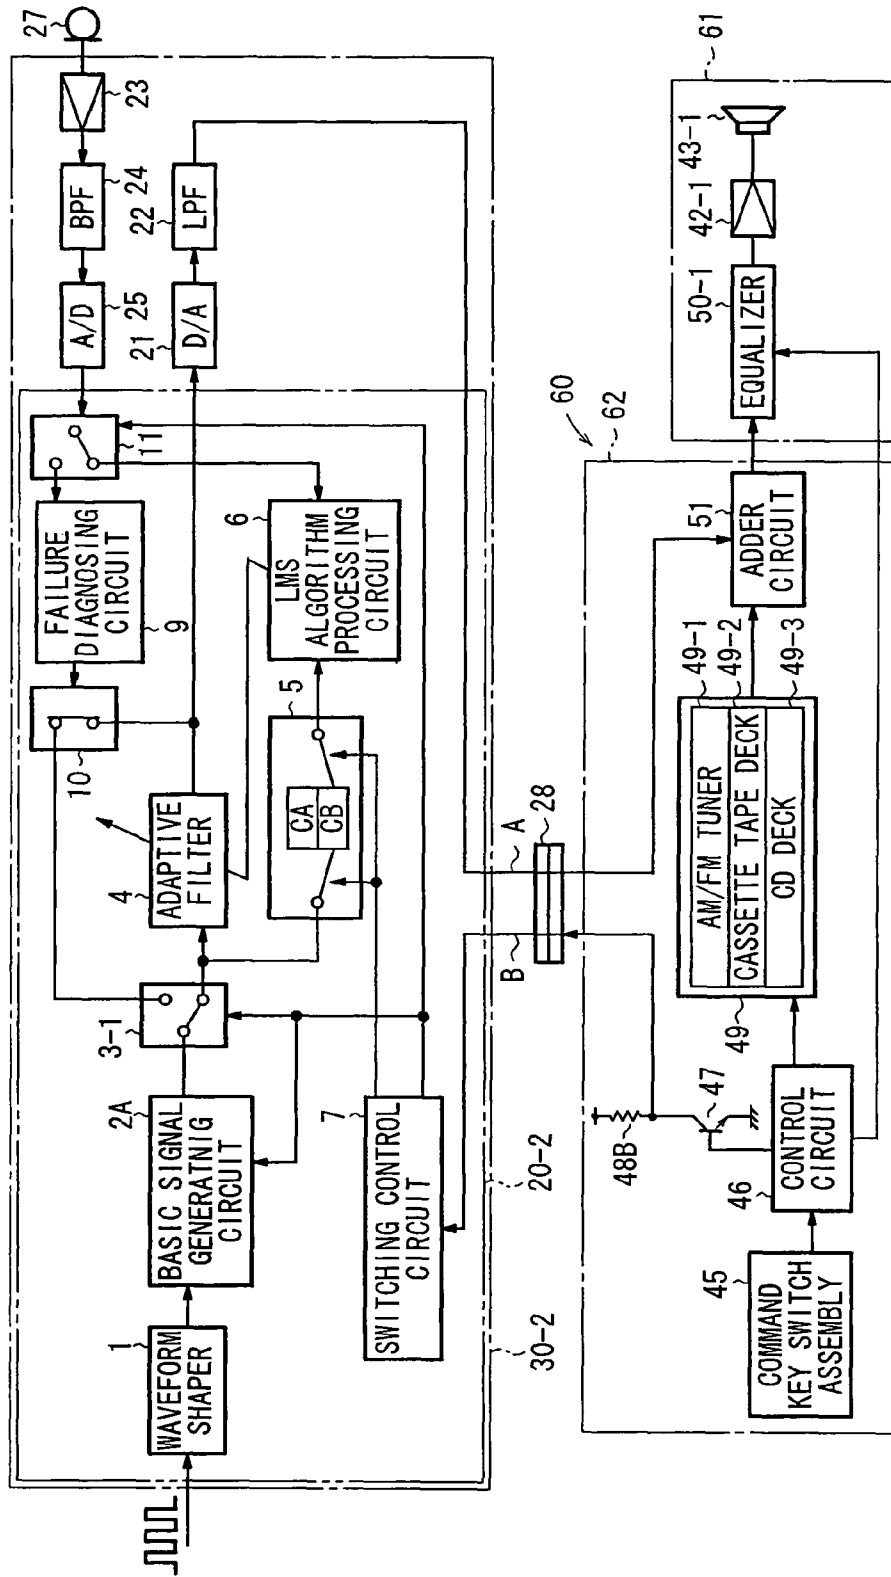 27
23
BPF
24
A/D
25
LPF
22
D/A
21
11
FAILURE
DIAGNOSING
CIRCUIT
9
10
6
LMS
ALGORITHM
PROCESSING
CIRCUIT
5
CA
CB
ADAPTIVE
FILTER
4
3-1
2A
BASIC SIGNAL
GENERATNIG
CIRCUIT
1
WAVEFORM
SHAPER
7
SWITCHING CONTROL
CIRCUIT
20-2
30-2
A
B
28
60
62
61
43-1
42-1
50-1
EQUALIZER
51
ADDER
CIRCUIT
49-1
49-2
49-3
AM/FM TUNER
CASSETTE TAPE DECK
CD DECK
49
47
48B
46
CONTROL
CIRCUIT
45
COMMAND
KEY SWITCH
ASSEMBLY